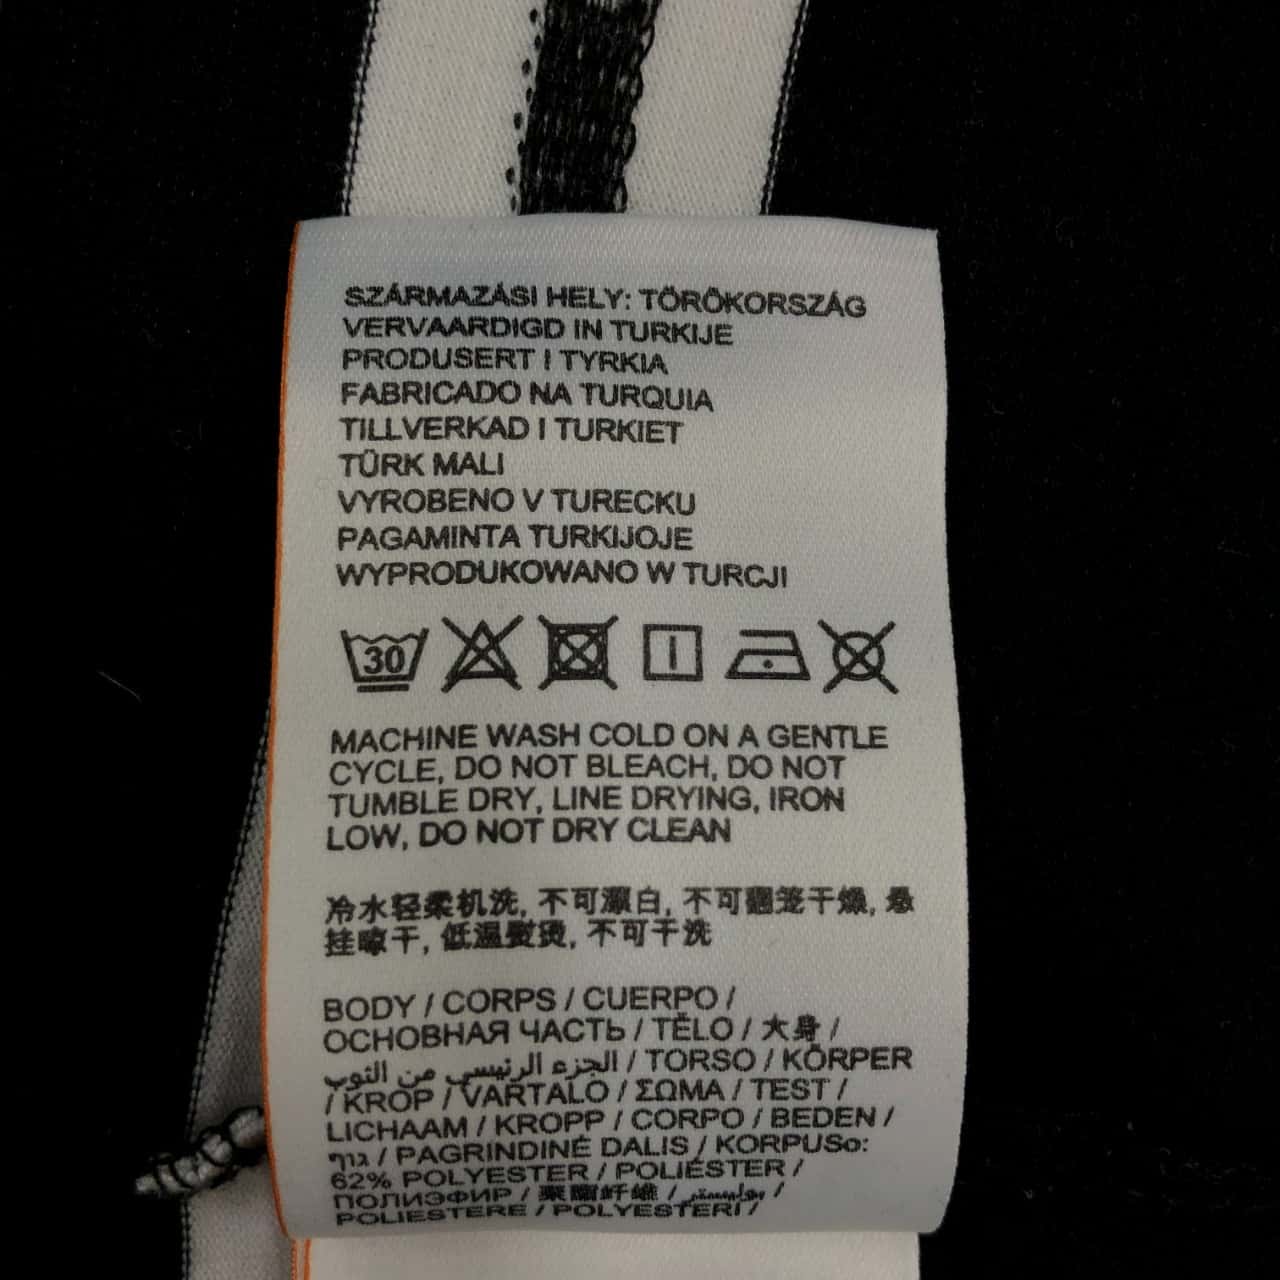 SZÁRMAZÁSI HELY: TÖRÖKORSZÁG
VERVAARDIGD IN TURKIJE
PRODUSERT I TYRKIA
FABRICADO NA TURQUIA
TILLVERKAD I TURKIET
TÜRK MALI
VYROBENO V TURECKU
PAGAMINTA TURKIJOJE
WYPRODUKOWANO W TURCJI
30
MACHINE WASH COLD ON A GENTLE
CYCLE, DO NOT BLEACH, DO NOT
TUMBLE DRY, LINE DRYING, IRON
LOW, DO NOT DRY CLEAN
冷水轻柔机洗, 不可漂白, 不可翻笼干燥, 悬
挂晾干, 低温熨烫, 不可干洗
BODY / CORPS / CUERPO /
ОСНОВНАЯ ЧАСТЬ / TĚLO / 大身 /
الجزء الرئيسي من الثوب / TORSO / KÖRPER
/ KROP / VARTALO / ΣΩΜΑ / TEST /
LICHAAM / KROPP / CORPO / BEDEN /
גוף / PAGRINDINĖ DALIS / KORPUSo:
62% POLYESTER / POLIÉSTER /
ПОЛИЭФИР / 聚酯纤维 / بوليستر /
POLIESTERE / POLYESTERI /